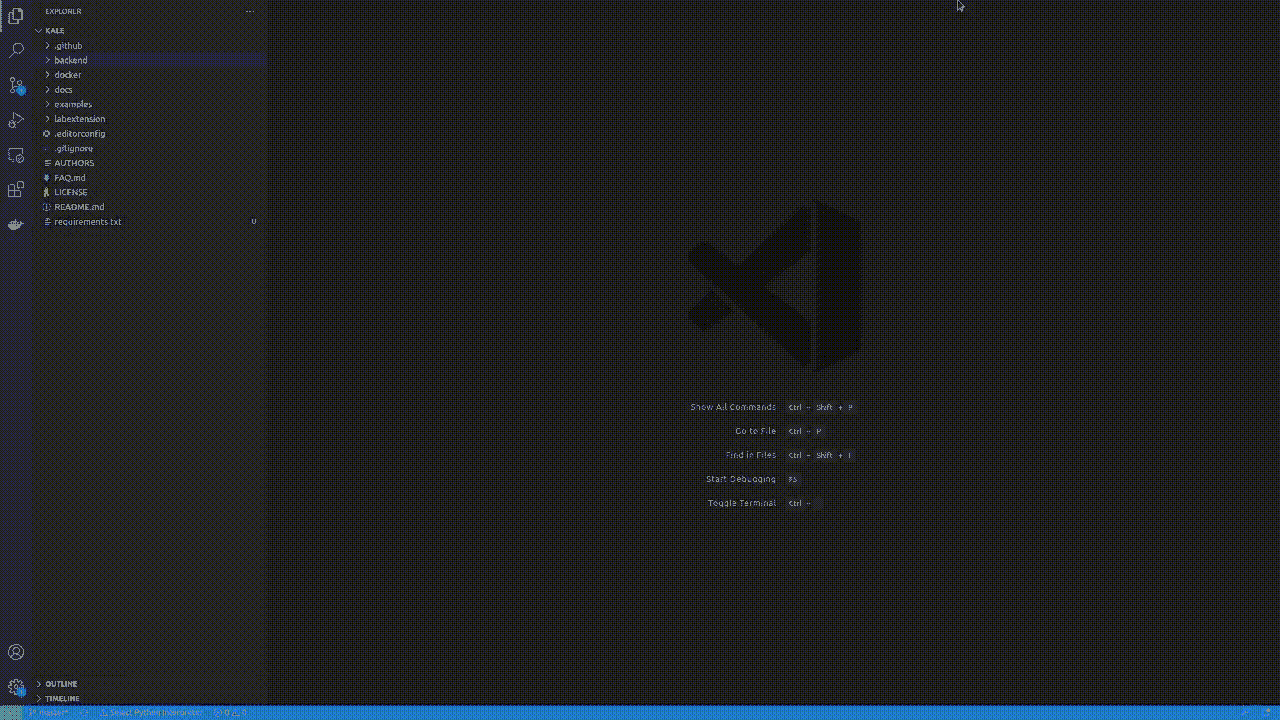 EXPLORER
KALE
.github
backend
docker
docs
examples
labextension
.editorconfig
.gitignore
AUTHORS
FAQ.md
LICENSE
README.md
requirements.txt U
Show All Commands Ctrl + Shift + P
Go to File Ctrl + P
Find in Files Ctrl + Shift +
Start Debugging F5
Toggle Terminal Ctrl +
OUTLINE
TIMELINE
master* Select Python Interpreter 0